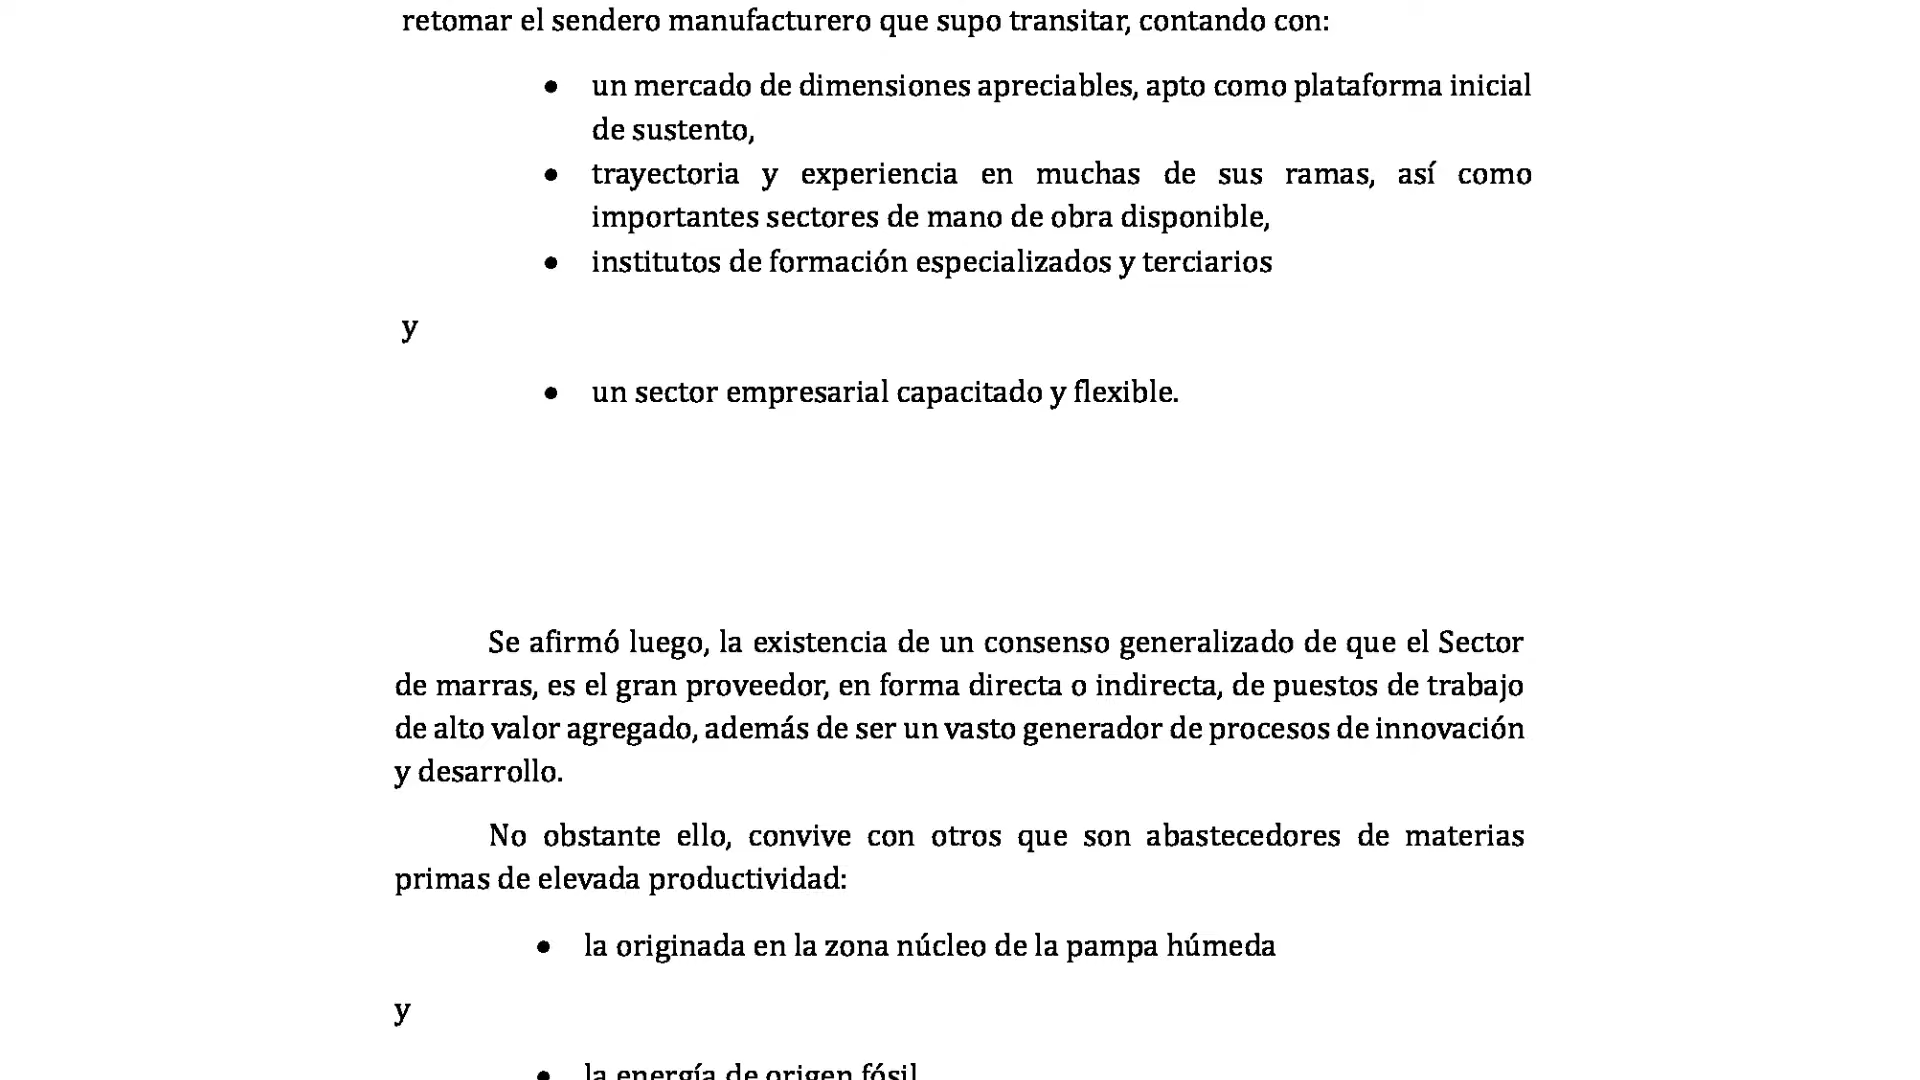 retomar el sendero manufacturero que supo transitar, contando con:
• un mercado de dimensiones apreciables, apto como plataforma inicial
de sustento,
• trayectoria y experiencia en muchas de sus ramas, así como
importantes sectores de mano de obra disponible,
• institutos de formación especializados y terciarios
y
• un sector empresarial capacitado y flexible.
Se afirmó luego, la existencia de un consenso generalizado de que el Sector
de marras, es el gran proveedor, en forma directa o indirecta, de puestos de trabajo
de alto valor agregado, además de ser un vasto generador de procesos de innovación
y desarrollo.
No obstante ello, convive con otros que son abastecedores de materias
primas de elevada productividad:
• la originada en la zona núcleo de la pampa húmeda
y
• la energía de origen fósil